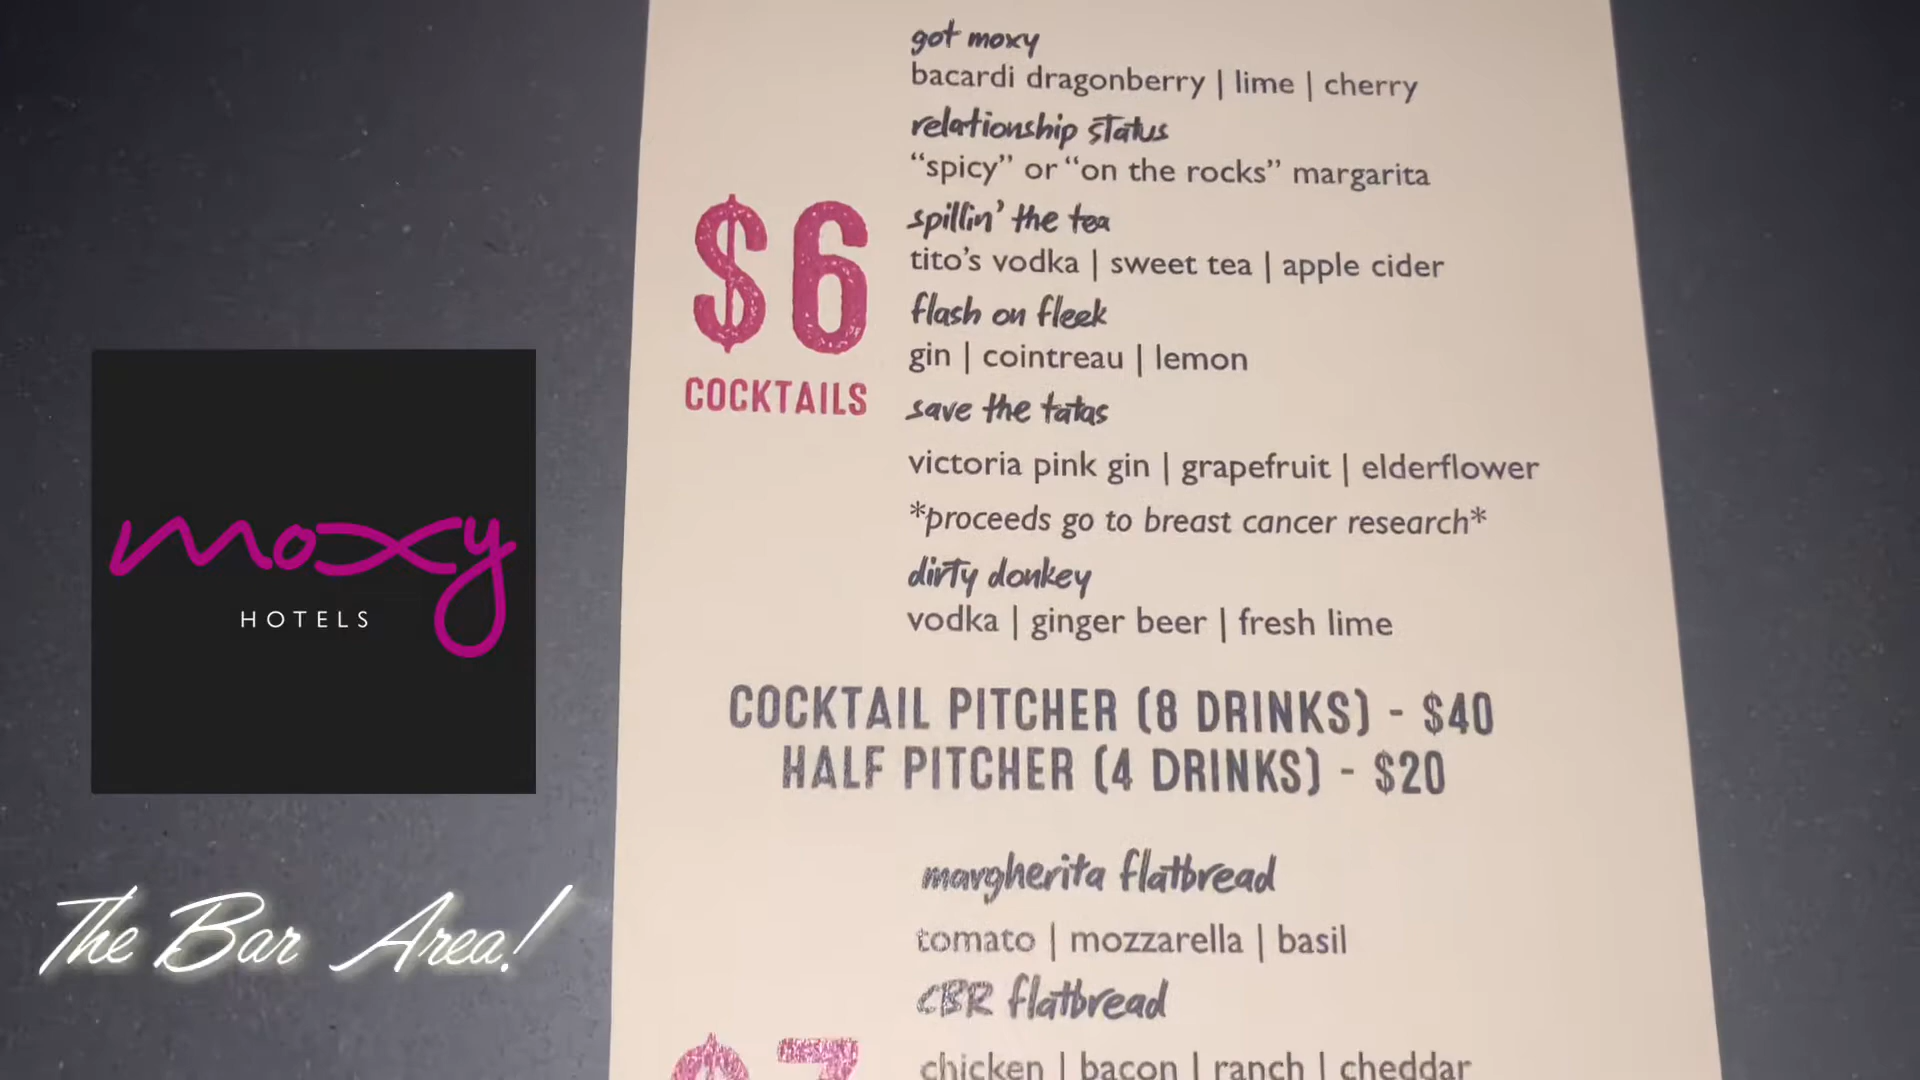 got moxy
bacardi dragonberry | lime | cherry
relationship status
“spicy” or “on the rocks” margarita
spillin’ the tea
tito’s vodka | sweet tea | apple cider
flash on fleek
gin | cointreau | lemon
save the tatas
victoria pink gin | grapefruit | elderflower
*proceeds go to breast cancer research*
dirty donkey
vodka | ginger beer | fresh lime
$6
COCKTAILS
COCKTAIL PITCHER (8 DRINKS) - $40
HALF PITCHER (4 DRINKS) - $20
margherita flatbread
tomato | mozzarella | basil
CBR flatbread
chicken | bacon | ranch | cheddar
moxy
HOTELS
The Bar Area!